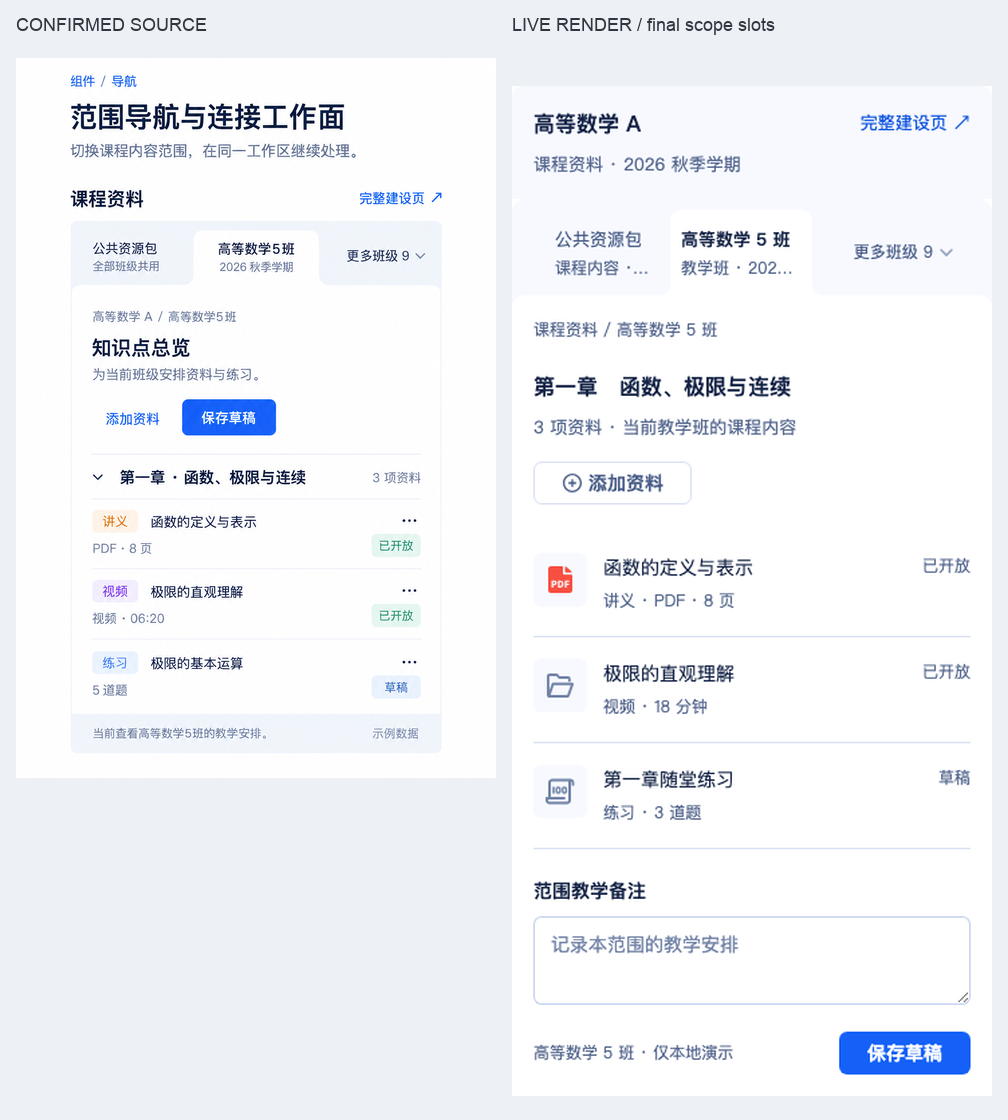 CONFIRMED SOURCE
组件 / 导航
范围导航与连接工作面
切换课程内容范围，在同一工作区继续处理。
课程资料
完整建设页
公共资源包
全部班级共用
高等数学5班
2026 秋季学期
更多班级 9
高等数学 A / 高等数学5班
知识点总览
为当前班级安排资料与练习。
添加资料
保存草稿
第一章 · 函数、极限与连续
3 项资料
讲义
函数的定义与表示
PDF · 8 页
已开放
视频
极限的直观理解
视频 · 06:20
已开放
练习
极限的基本运算
5 道题
草稿
当前查看高等数学5班的教学安排。
示例数据
LIVE RENDER / final scope slots
高等数学 A
完整建设页
课程资料 · 2026 秋季学期
公共资源包
课程内容 ·...
高等数学 5 班
教学班 · 202...
更多班级 9
课程资料 / 高等数学 5 班
第一章 函数、极限与连续
3 项资料 · 当前教学班的课程内容
添加资料
PDF
函数的定义与表示
讲义 · PDF · 8 页
已开放
极限的直观理解
视频 · 18 分钟
已开放
100
第一章随堂练习
练习 · 3 道题
草稿
范围教学备注
记录本范围的教学安排
高等数学 5 班 · 仅本地演示
保存草稿